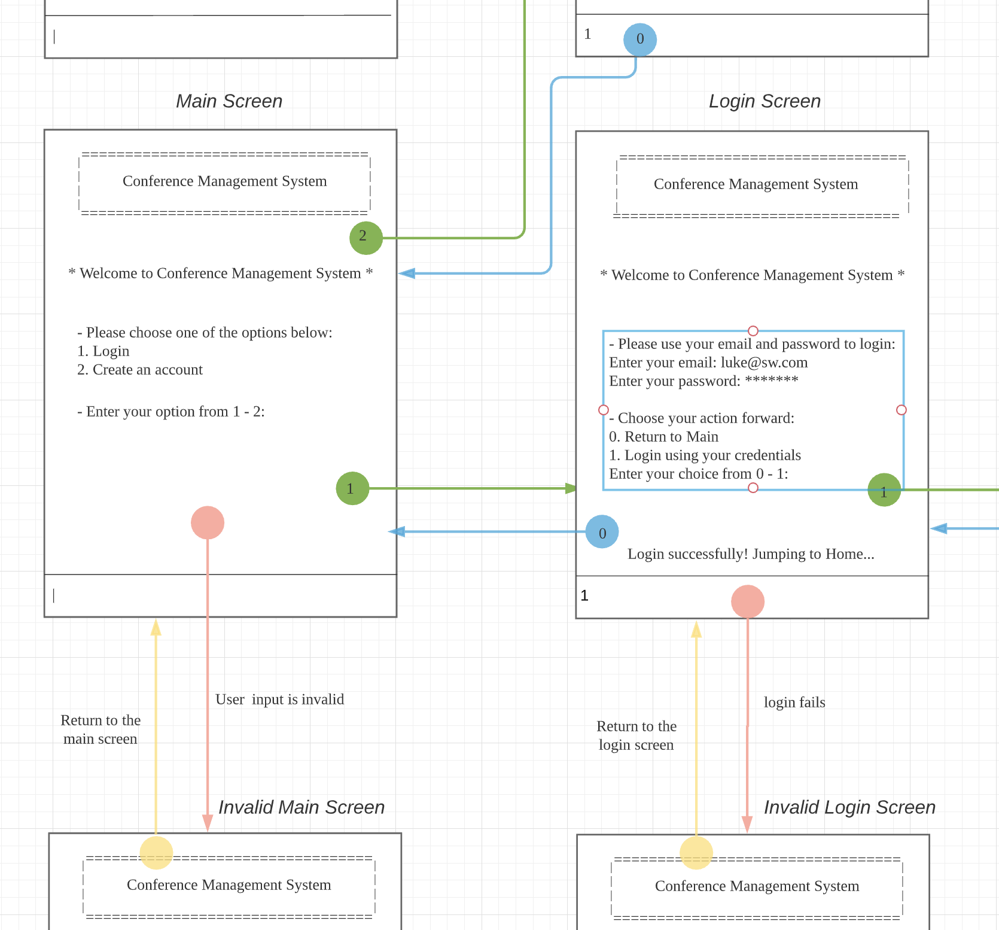 |
1
0
Main Screen
Login Screen
==================================
Conference Management System
==================================
2
* Welcome to Conference Management System *
- Please choose one of the options below:
1. Login
2. Create an account
- Enter your option from 1 - 2:
1
|
==================================
Conference Management System
==================================
* Welcome to Conference Management System *
- Please use your email and password to login:
Enter your email: luke@sw.com
Enter your password: *******
- Choose your action forward:
0. Return to Main
1. Login using your credentials
Enter your choice from 0 - 1:
1
0
Login successfully! Jumping to Home...
1
User  input is invalid
Return to the
main screen
login fails
Return to the
login screen
Invalid Main Screen
Invalid Login Screen
==================================
Conference Management System
==================================
==================================
Conference Management System
==================================